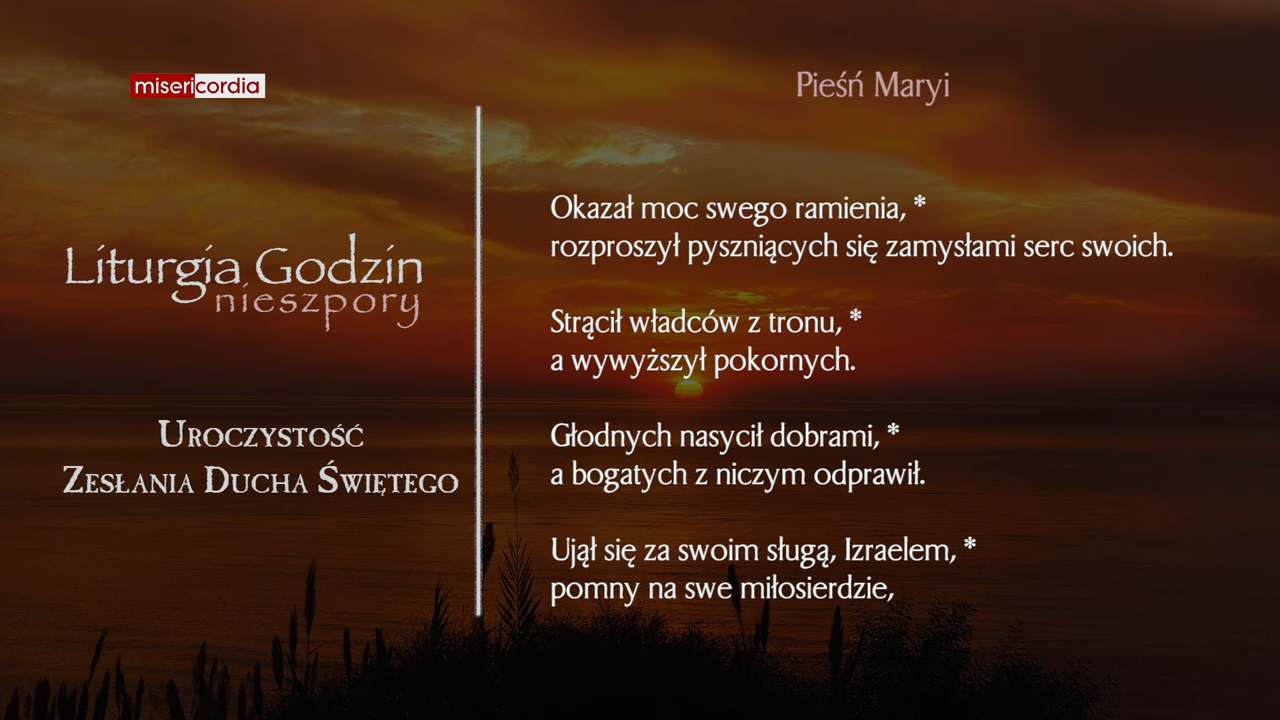 misericordia
Liturgia Godzin
nieszpory
Uroczystość
Zesłania Ducha Świętego
Pieśń Maryi
Okazał moc swego ramienia, *
rozproszył pyszniących się zamysłami serc swoich.
Strącił władców z tronu, *
a wywyższył pokornych.
Głodnych nasycił dobrami, *
a bogatych z niczym odprawił.
Ujął się za swoim sługą, Izraelem, *
pomny na swe miłosierdzie,